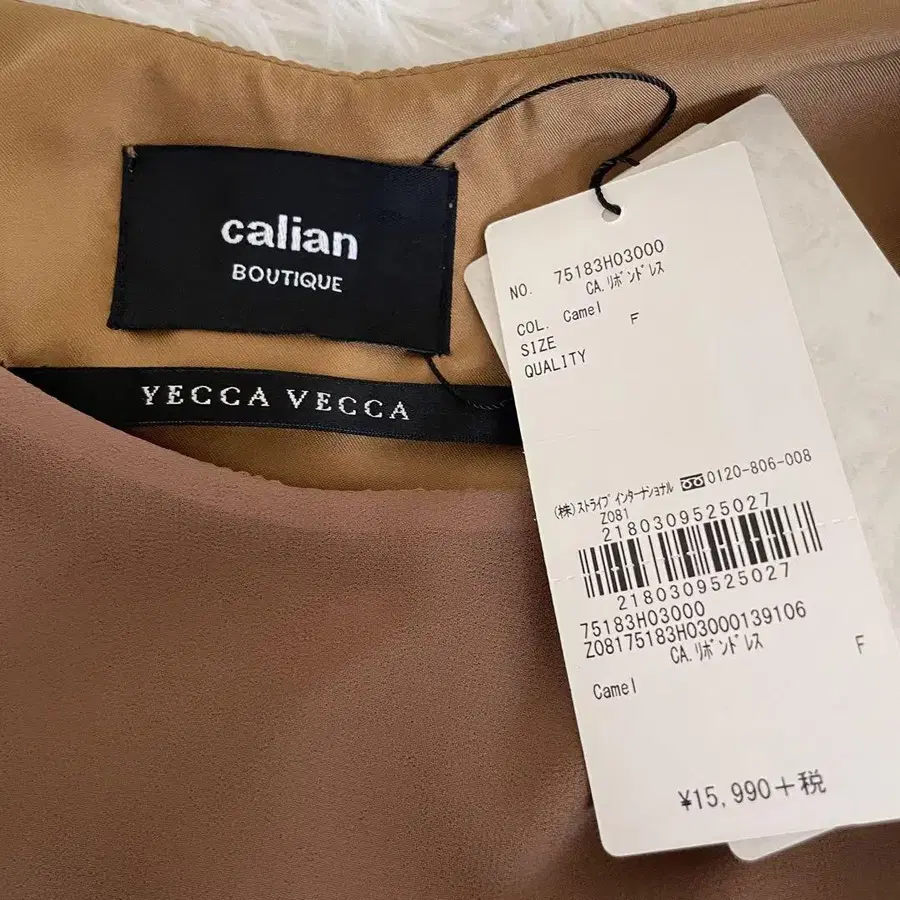 calian
BOUTIQUE
YECCA VECCA
NO. 75183H03000
CA.リボンドレス
COL. Camel
SIZE F
QUALITY
(株)ストライプインターナショナル 0120-806-008
Z081
2180309525027
2180309525027
75183H03000
Z08175183H03000139106
CA.リボンドレス F
Camel
¥15,990+税